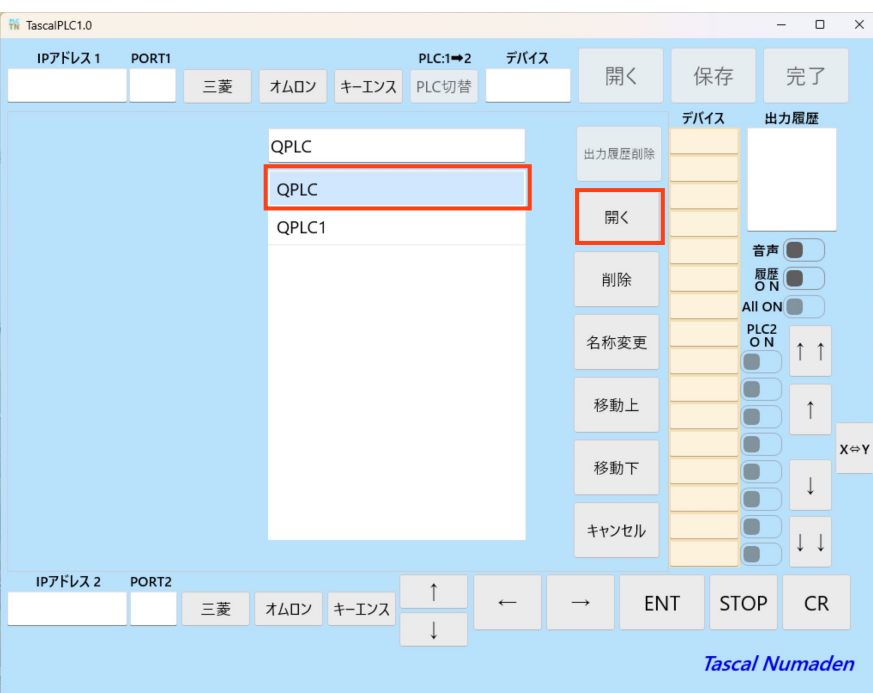 TascalPLC1.0
IPアドレス 1 PORT1 PLC:1➡2 デバイス
三菱 オムロン キーエンス PLC切替 開く 保存 完了
デバイス 出力履歴
QPLC
出力履歴削除
QPLC
開く
QPLC1
音声
履歴
ON
削除
All ON
PLC2
ON
名称変更
↑ ↑
移動上
↑
X⇔Y
移動下
↓
キャンセル
↓ ↓
IPアドレス 2 PORT2
三菱 オムロン キーエンス ↑ ← → ENT STOP CR
↓
Tascal Numaden